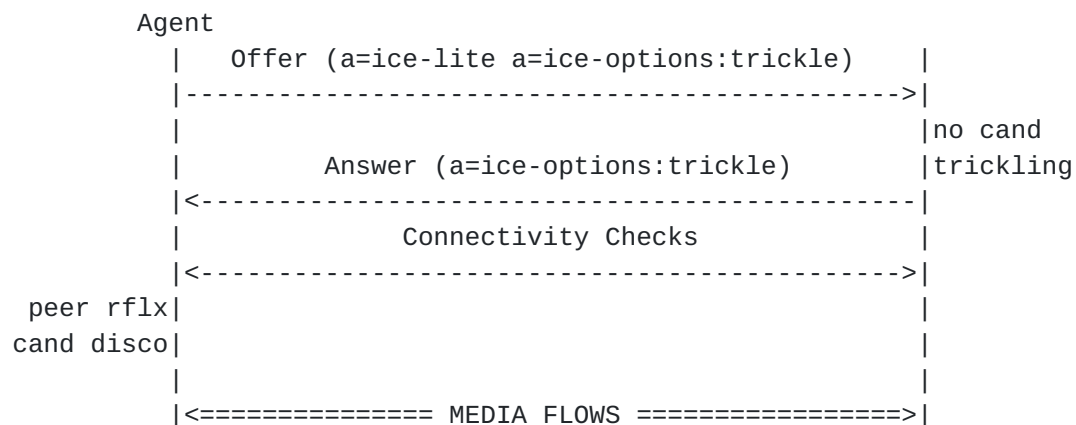 Agent
|   Offer (a=ice-lite a=ice-options:trickle)    |
|---------------------------------------------->|
|                                               |no cand
|         Answer (a=ice-options:trickle)        |trickling
|<----------------------------------------------|
|              Connectivity Checks              |
|<--------------------------------------------->|
peer rflx|                                               |
cand disco|                                               |
|                                               |
|<=============== MEDIA FLOWS =================>|